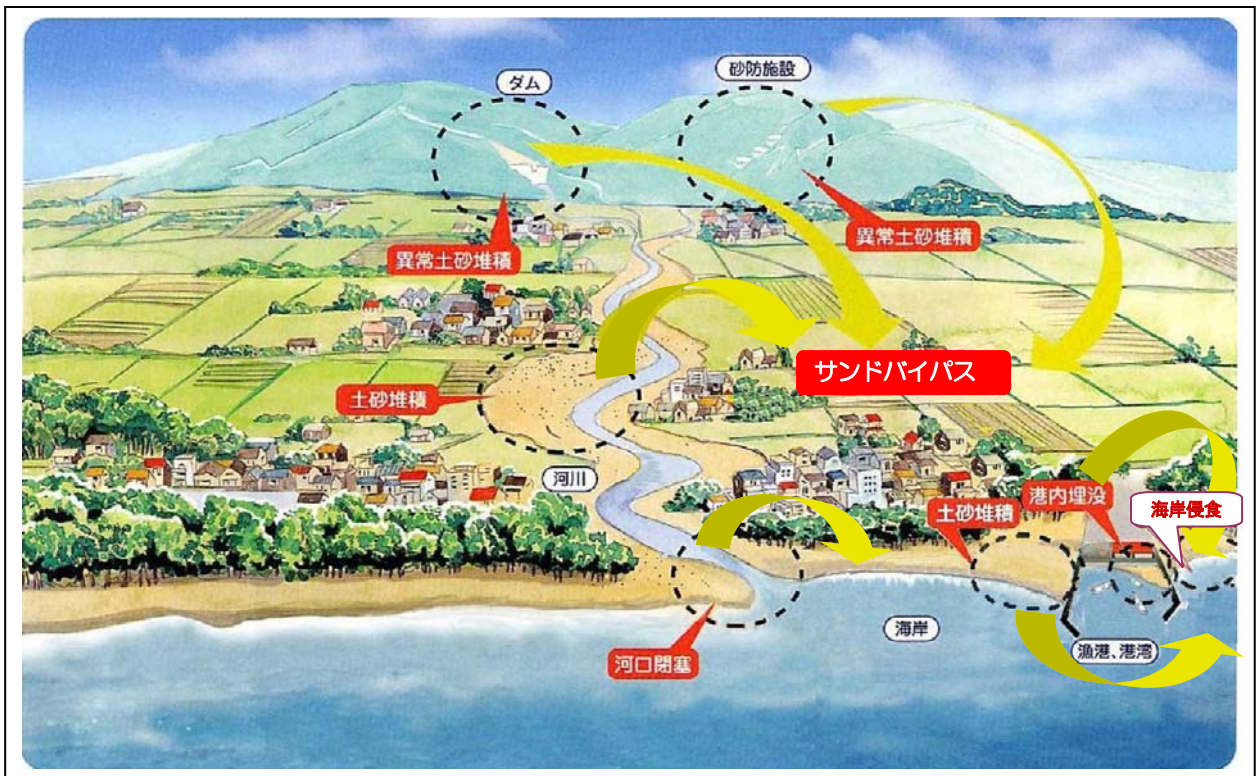 ダム
砂防施設
異常土砂堆積
異常土砂堆積
サンドバイパス
土砂堆積
河川
港内埋没
海岸侵食
土砂堆積
海岸
漁港、港湾
河口閉塞